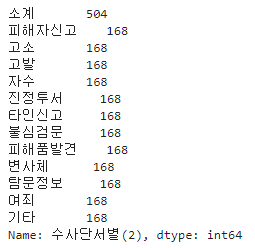 소계 504
피해자신고 168
고소 168
고발 168
자수 168
진정투서 168
타인신고 168
불심검문 168
피해품발견 168
변사체 168
탐문정보 168
여죄 168
기타 168
Name: 수사단서별(2), dtype: int64